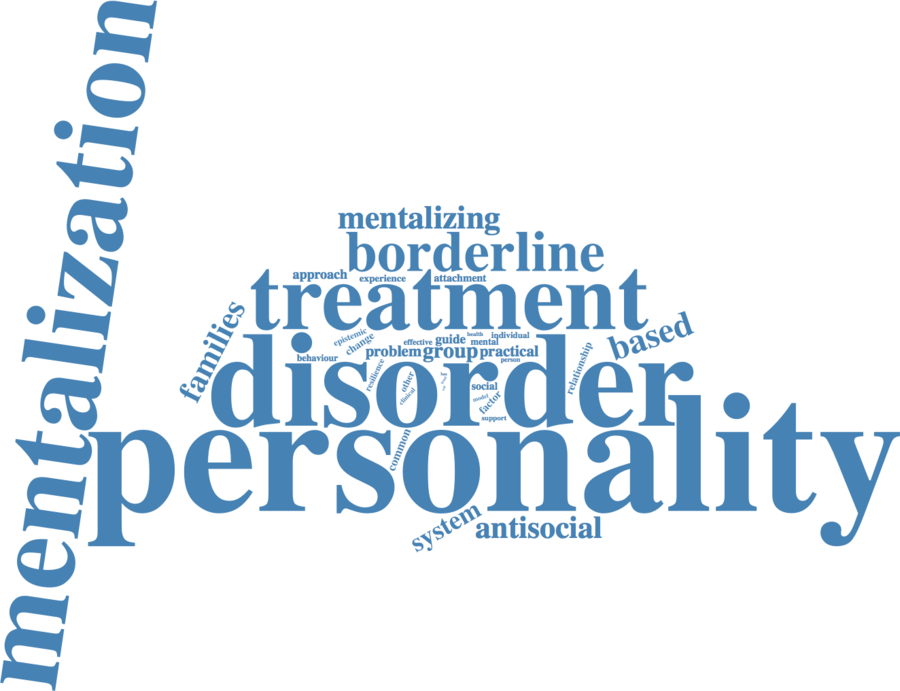 mentalization
mentalizing
borderline
approach experience attachment
treatment
families
epistemic
change
effective guide health mental individual
based
behaviour
problem group practical
person
disorder
resilience
other
clinical
social
model
factor
support
relationship
personality
common
system
antisocial